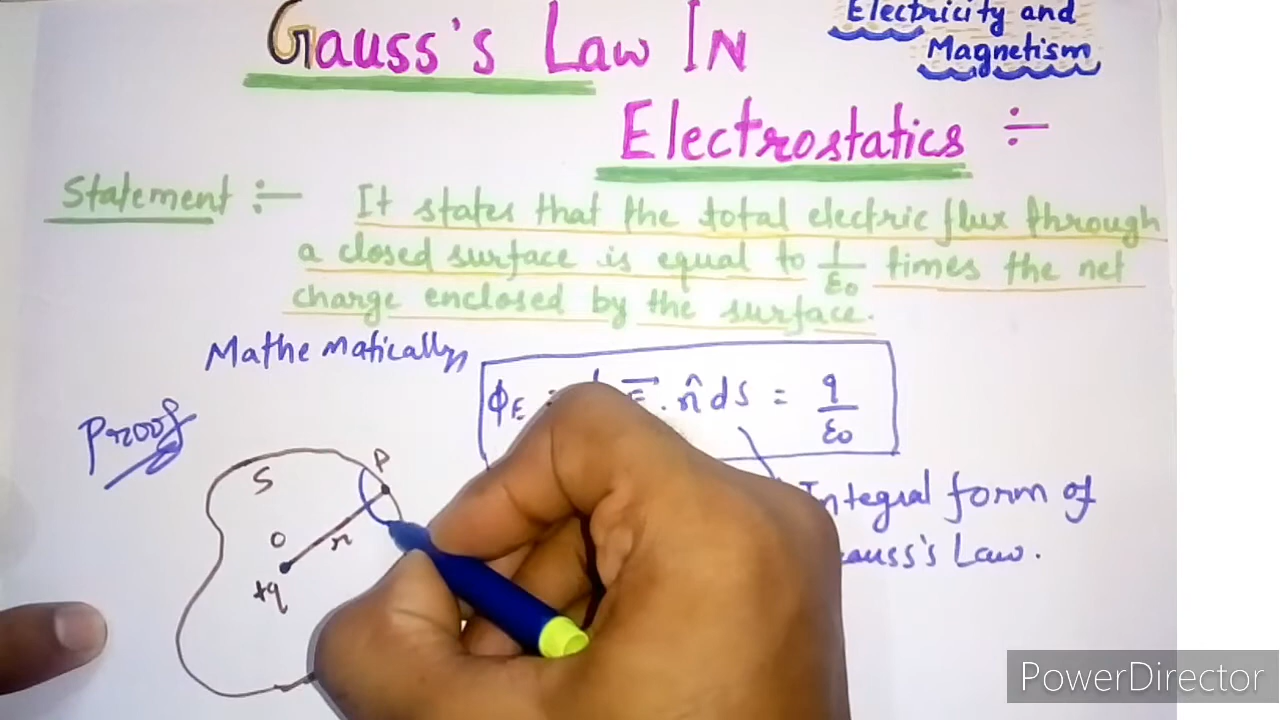 Gauss's Law In
Electricity and
Magnetism
Electrostatics :-
Statement :- It states that the total electric flux through
a closed surface is equal to 1/ε0 times the net
charge enclosed by the surface.
Mathematically,
ϕE = E⃗ . n̂ ds = q/ε0
Proof
S
P
O
r
+q
Integral form of
auss's Law.
PowerDirector